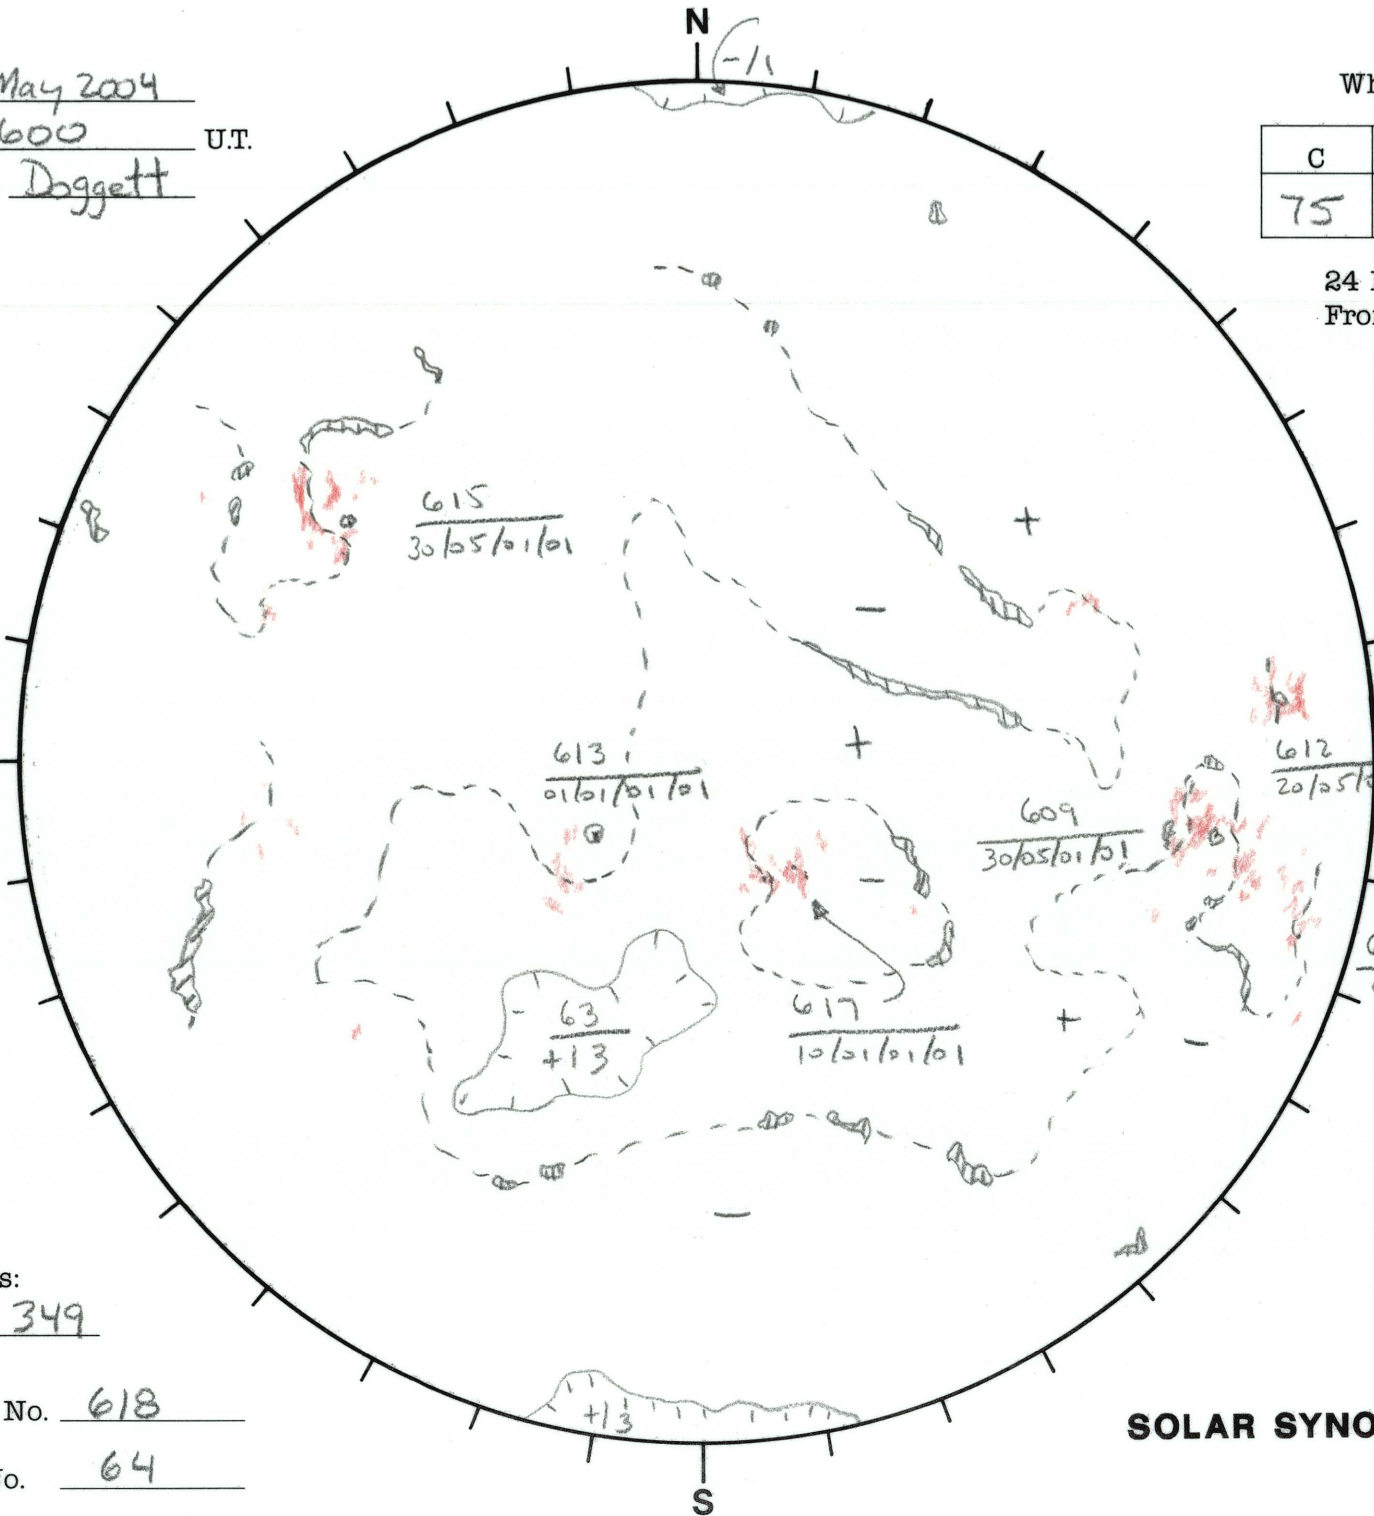 N
-/1
May 2004
600 U.T.
Doggett
Wh
C
75
24
Fro
615
30/05/01/01
+
−
+
613
01/01/01/01
612
20/05/0
609
30/05/01/01
−
617
10/01/01/01
63
+13
+
−
−
s:
349
No. 618
o. 64
+13
SOLAR SYNO
S